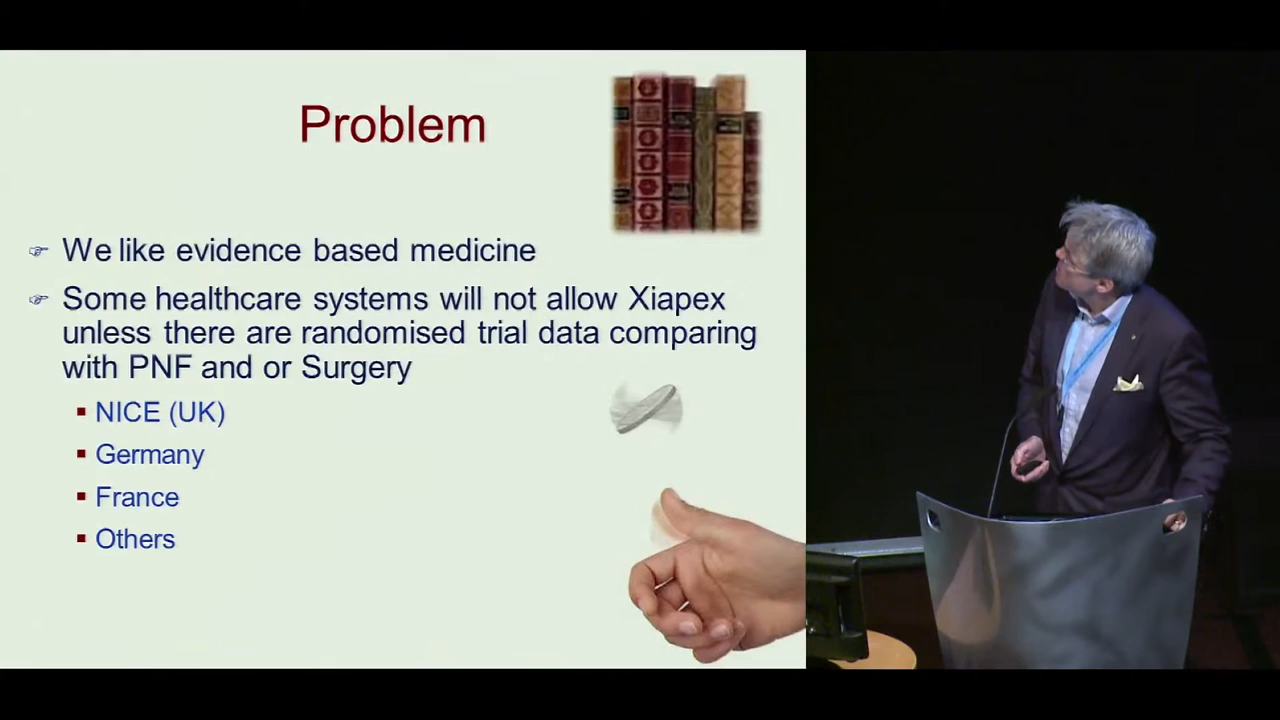 Problem
We like evidence based medicine
Some healthcare systems will not allow Xiapex
unless there are randomised trial data comparing
with PNF and or Surgery
NICE (UK)
Germany
France
Others